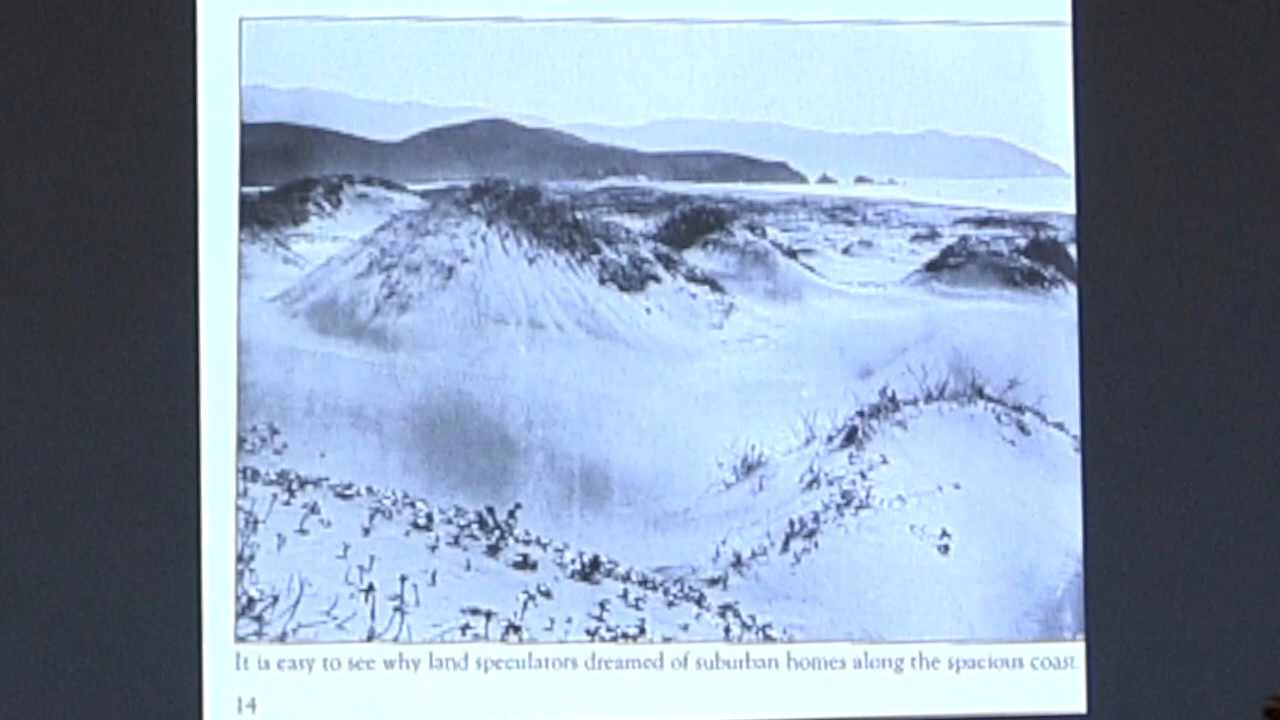 It is easy to see why land speculators dreamed of suburban homes along the spacious coast.
14